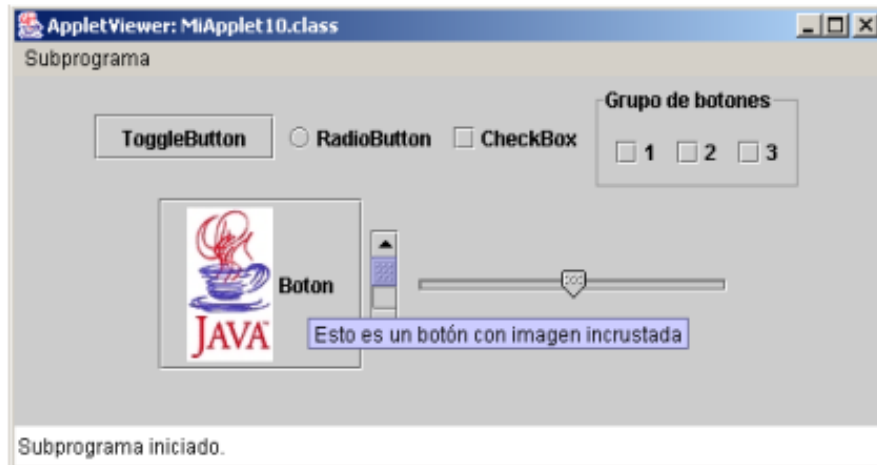 AppletViewer: MiApplet10.class
Subprograma
Grupo de botones
ToggleButton RadioButton CheckBox
1 2 3
Boton
JAVA
Esto es un botón con imagen incrustada
Subprograma iniciado.